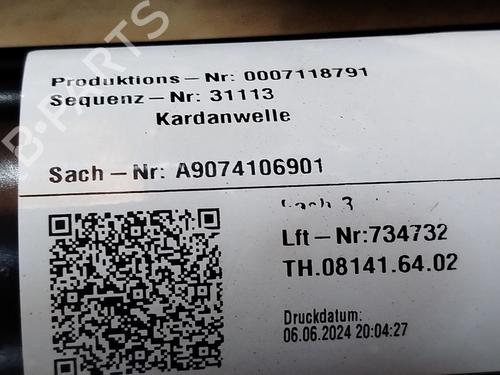 B-PARTS
Produktions-Nr: 0007118791
Sequenz-Nr: 31113
Kardanwelle
Sach-Nr: A9074106901
Lft-Nr:734732
TH.08141.64.02
Druckdatum:
06.06.2024 20:04:27